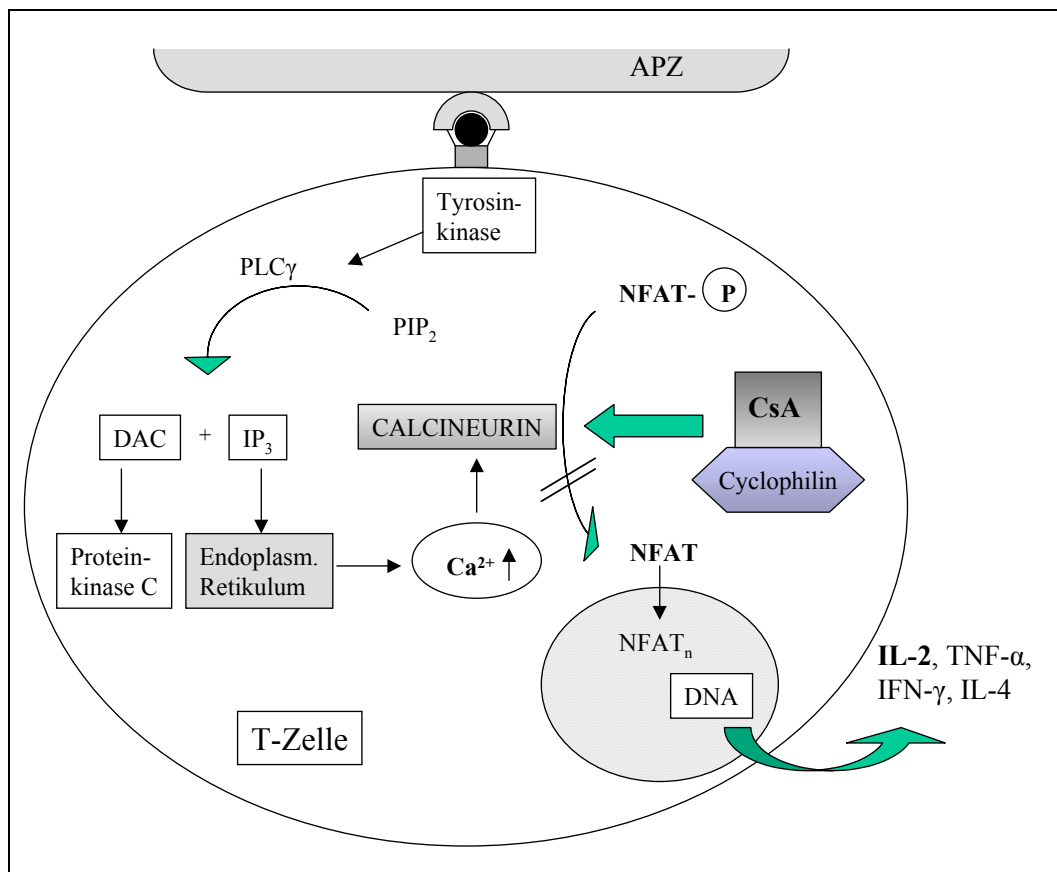 APZ
Tyrosin-
kinase
PLCγ
PIP₂
NFAT- P
DAC + IP₃
CALCINEURIN
CsA
Cyclophilin
Protein-
kinase C
Endoplasm.
Retikulum
Ca²⁺
NFAT
NFATₙ
DNA
IL-2, TNF-α,
IFN-γ, IL-4
T-Zelle